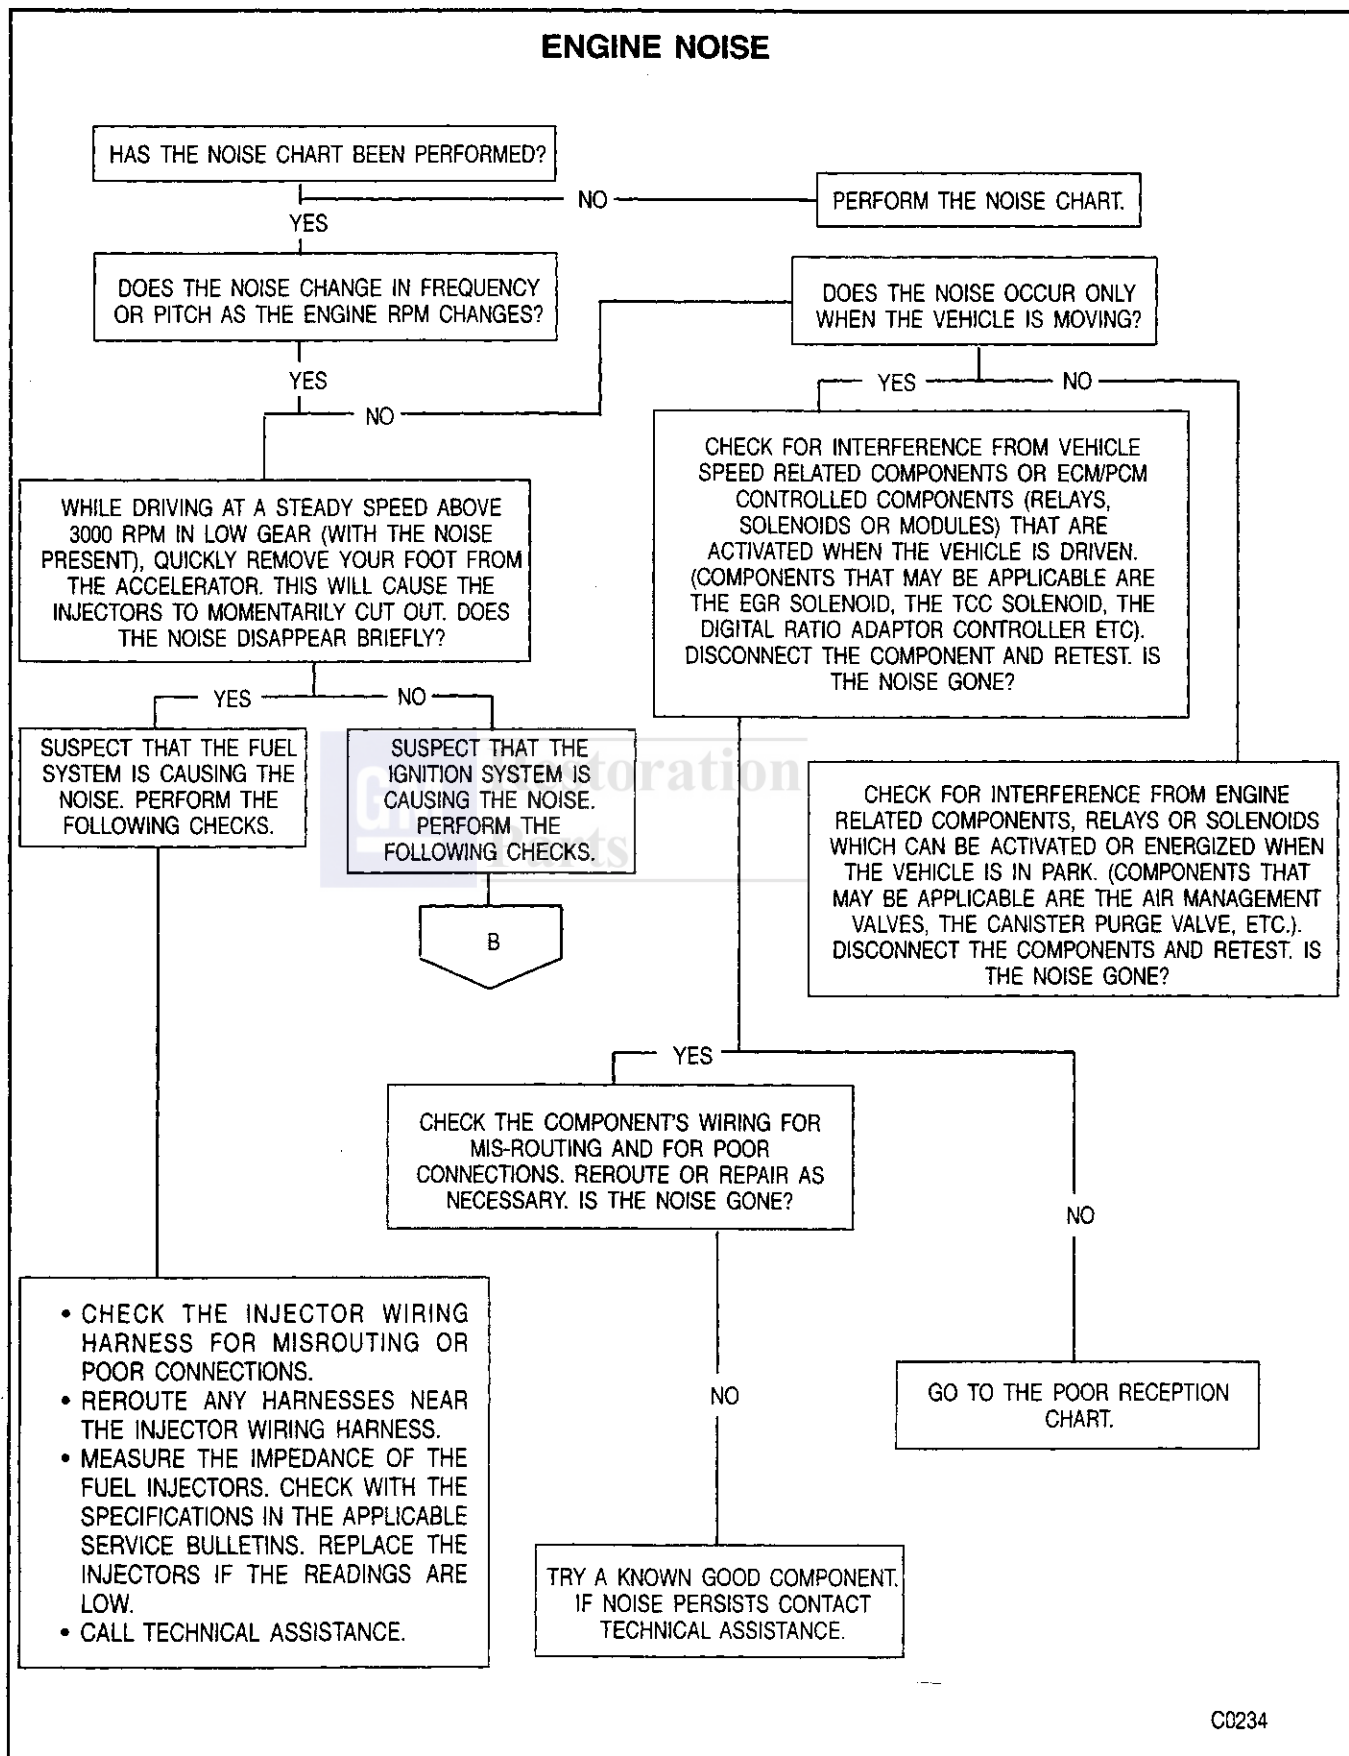 ENGINE NOISE
HAS THE NOISE CHART BEEN PERFORMED?
NO
PERFORM THE NOISE CHART.
YES
DOES THE NOISE CHANGE IN FREQUENCY
OR PITCH AS THE ENGINE RPM CHANGES?
DOES THE NOISE OCCUR ONLY
WHEN THE VEHICLE IS MOVING?
YES
NO
YES
NO
WHILE DRIVING AT A STEADY SPEED ABOVE
3000 RPM IN LOW GEAR (WITH THE NOISE
PRESENT), QUICKLY REMOVE YOUR FOOT FROM
THE ACCELERATOR. THIS WILL CAUSE THE
INJECTORS TO MOMENTARILY CUT OUT. DOES
THE NOISE DISAPPEAR BRIEFLY?
CHECK FOR INTERFERENCE FROM VEHICLE
SPEED RELATED COMPONENTS OR ECM/PCM
CONTROLLED COMPONENTS (RELAYS,
SOLENOIDS OR MODULES) THAT ARE
ACTIVATED WHEN THE VEHICLE IS DRIVEN.
(COMPONENTS THAT MAY BE APPLICABLE ARE
THE EGR SOLENOID, THE TCC SOLENOID, THE
DIGITAL RATIO ADAPTOR CONTROLLER ETC).
DISCONNECT THE COMPONENT AND RETEST. IS
THE NOISE GONE?
YES
NO
SUSPECT THAT THE FUEL
SYSTEM IS CAUSING THE
NOISE. PERFORM THE
FOLLOWING CHECKS.
SUSPECT THAT THE
IGNITION SYSTEM IS
CAUSING THE NOISE.
PERFORM THE
FOLLOWING CHECKS.
GM
Restoration
Parts
B
CHECK FOR INTERFERENCE FROM ENGINE
RELATED COMPONENTS, RELAYS OR SOLENOIDS
WHICH CAN BE ACTIVATED OR ENERGIZED WHEN
THE VEHICLE IS IN PARK. (COMPONENTS THAT
MAY BE APPLICABLE ARE THE AIR MANAGEMENT
VALVES, THE CANISTER PURGE VALVE, ETC.).
DISCONNECT THE COMPONENTS AND RETEST. IS
THE NOISE GONE?
YES
CHECK THE COMPONENT'S WIRING FOR
MIS-ROUTING AND FOR POOR
CONNECTIONS. REROUTE OR REPAIR AS
NECESSARY. IS THE NOISE GONE?
NO
• CHECK THE INJECTOR WIRING
HARNESS FOR MISROUTING OR
POOR CONNECTIONS.
• REROUTE ANY HARNESSES NEAR
THE INJECTOR WIRING HARNESS.
• MEASURE THE IMPEDANCE OF THE
FUEL INJECTORS. CHECK WITH THE
SPECIFICATIONS IN THE APPLICABLE
SERVICE BULLETINS. REPLACE THE
INJECTORS IF THE READINGS ARE
LOW.
• CALL TECHNICAL ASSISTANCE.
NO
GO TO THE POOR RECEPTION
CHART.
TRY A KNOWN GOOD COMPONENT.
IF NOISE PERSISTS CONTACT
TECHNICAL ASSISTANCE.
C0234